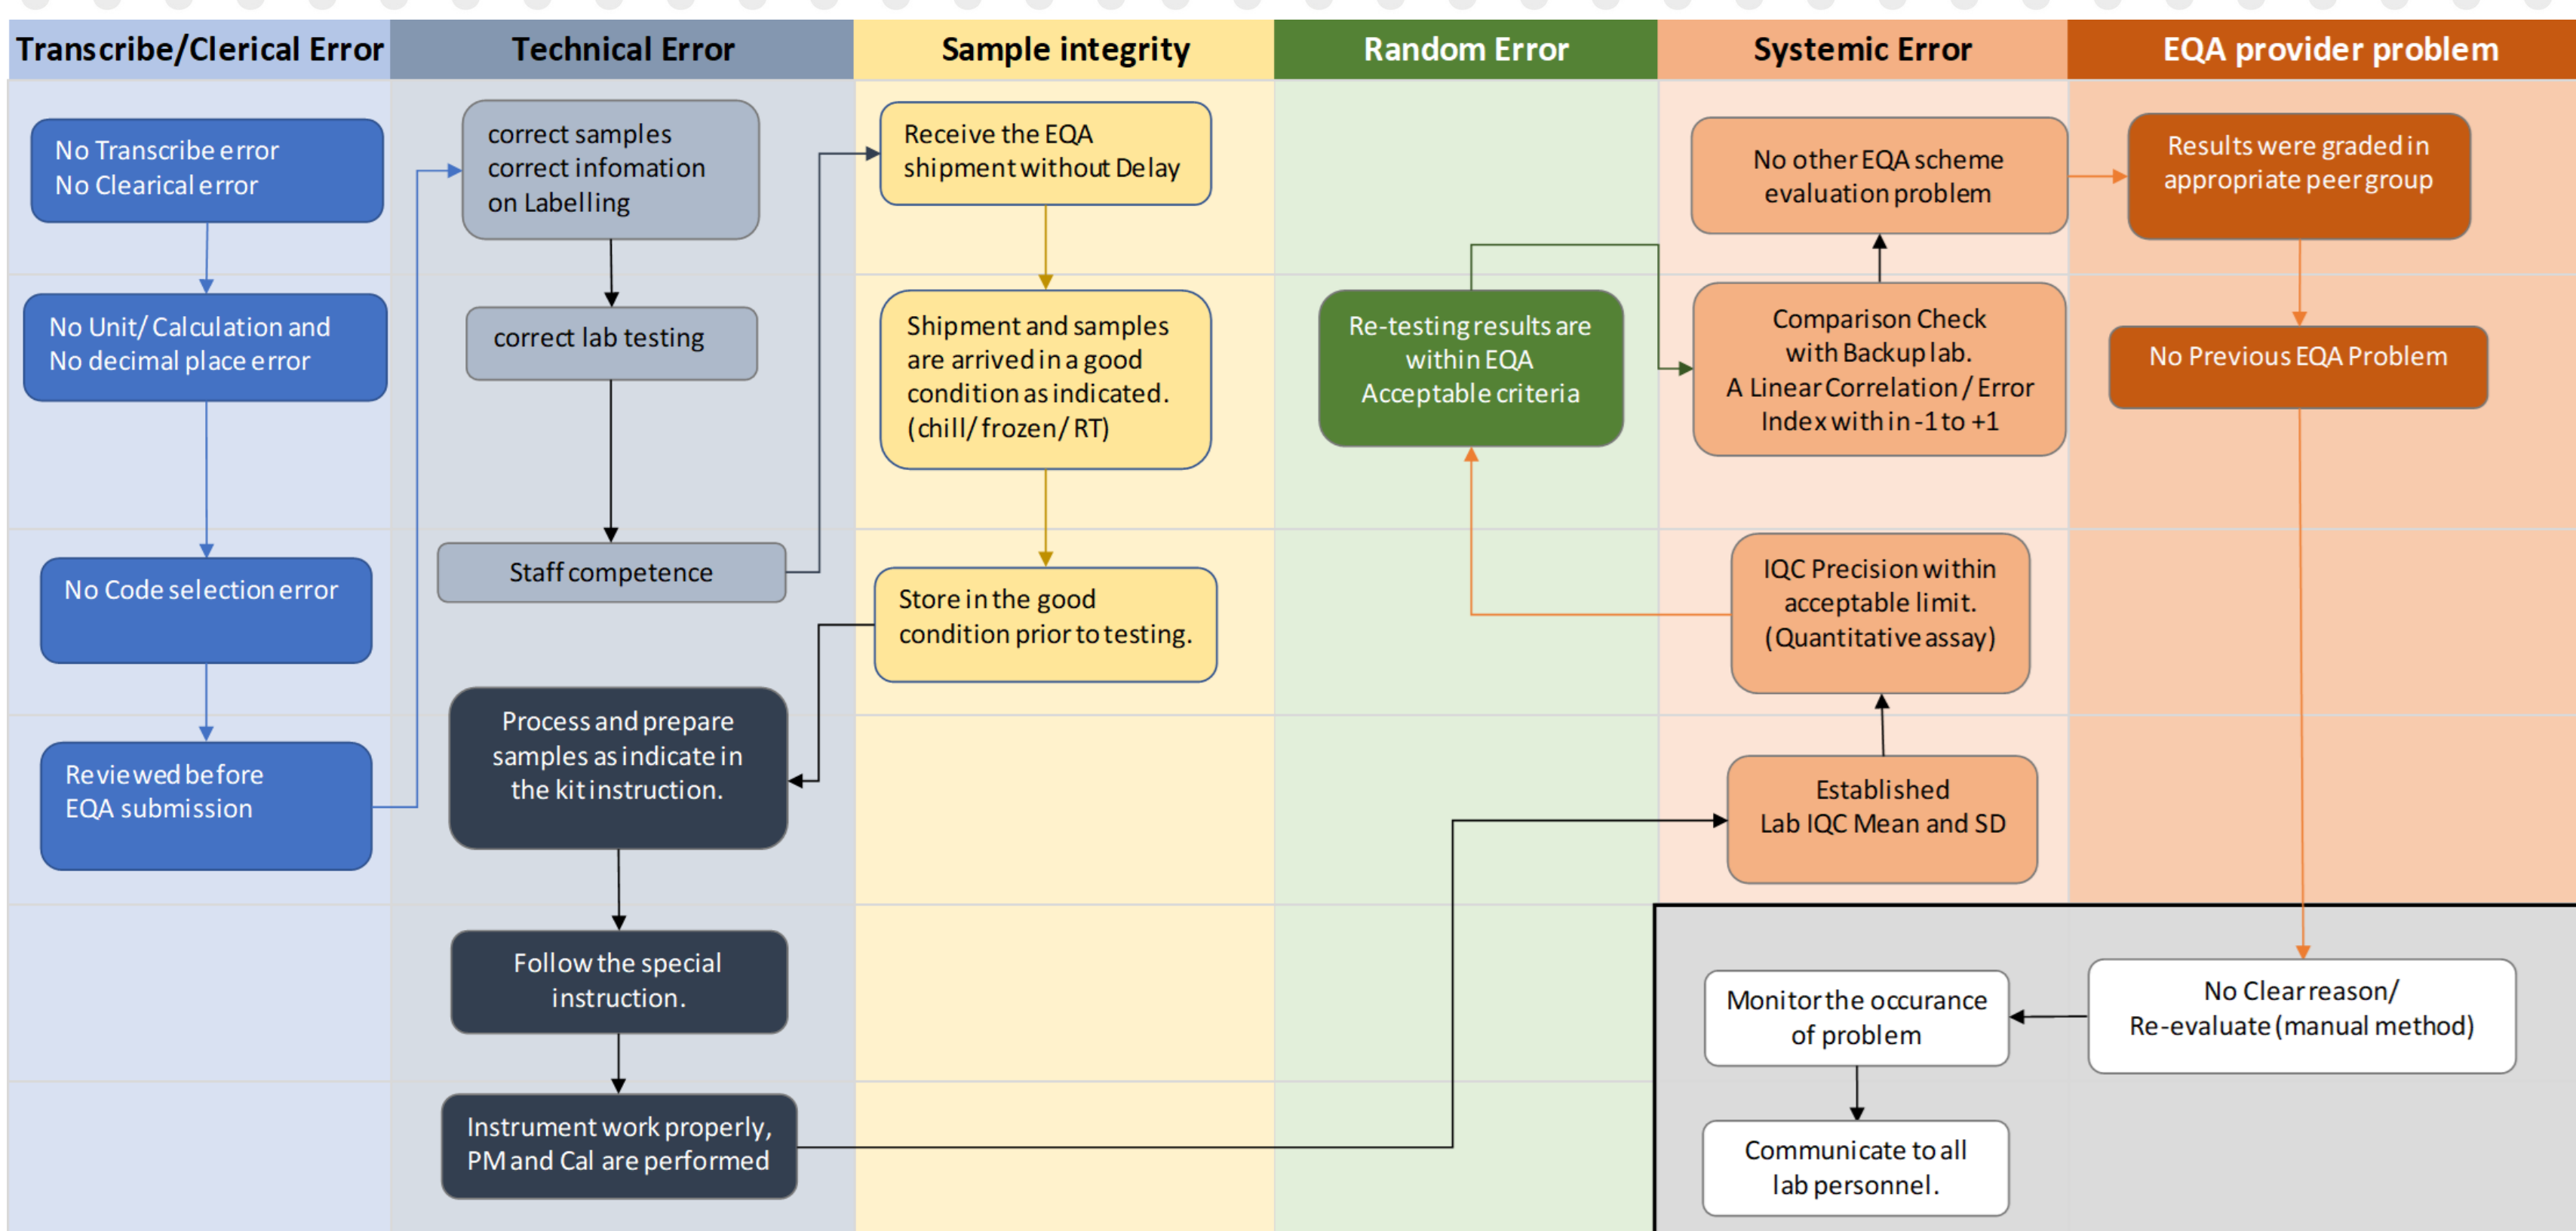 Transcribe/Clerical Error
Technical Error
Sample integrity
Random Error
Systemic Error
EQA provider problem
No Transcribe error
No Clearical error
No Unit/ Calculation and
No decimal place error
No Code selection error
Reviewed before
EQA submission
correct samples
correct infomation
on Labelling
correct lab testing
Staff competence
Process and prepare
samples as indicate in
the kit instruction.
Follow the special
instruction.
Instrument work properly,
PM and Cal are performed
Receive the EQA
shipment without Delay
Shipment and samples
are arrived in a good
condition as indicated.
(chill/ frozen/ RT)
Store in the good
condition prior to testing.
Re-testing results are
within EQA
Acceptable criteria
No other EQA scheme
evaluation problem
Comparison Check
with Backup lab.
A Linear Correlation / Error
Index with in -1 to +1
IQC Precision within
acceptable limit.
(Quantitative assay)
Established
Lab IQC Mean and SD
Results were graded in
appropriate peer group
No Previous EQA Problem
No Clear reason/
Re-evaluate (manual method)
Monitor the occurance
of problem
Communicate to all
lab personnel.